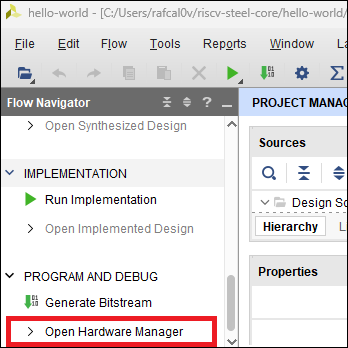 hello-world - [C:/Users/rafcal0v/riscv-steel-core/hello-world/
File Edit Flow Tools Reports Window
Flow Navigator
PROJECT MANAG
Open Synthesized Design
Sources
IMPLEMENTATION
Run Implementation
Design So
Open Implemented Design
Hierarchy
Properties
PROGRAM AND DEBUG
Generate Bitstream
Open Hardware Manager